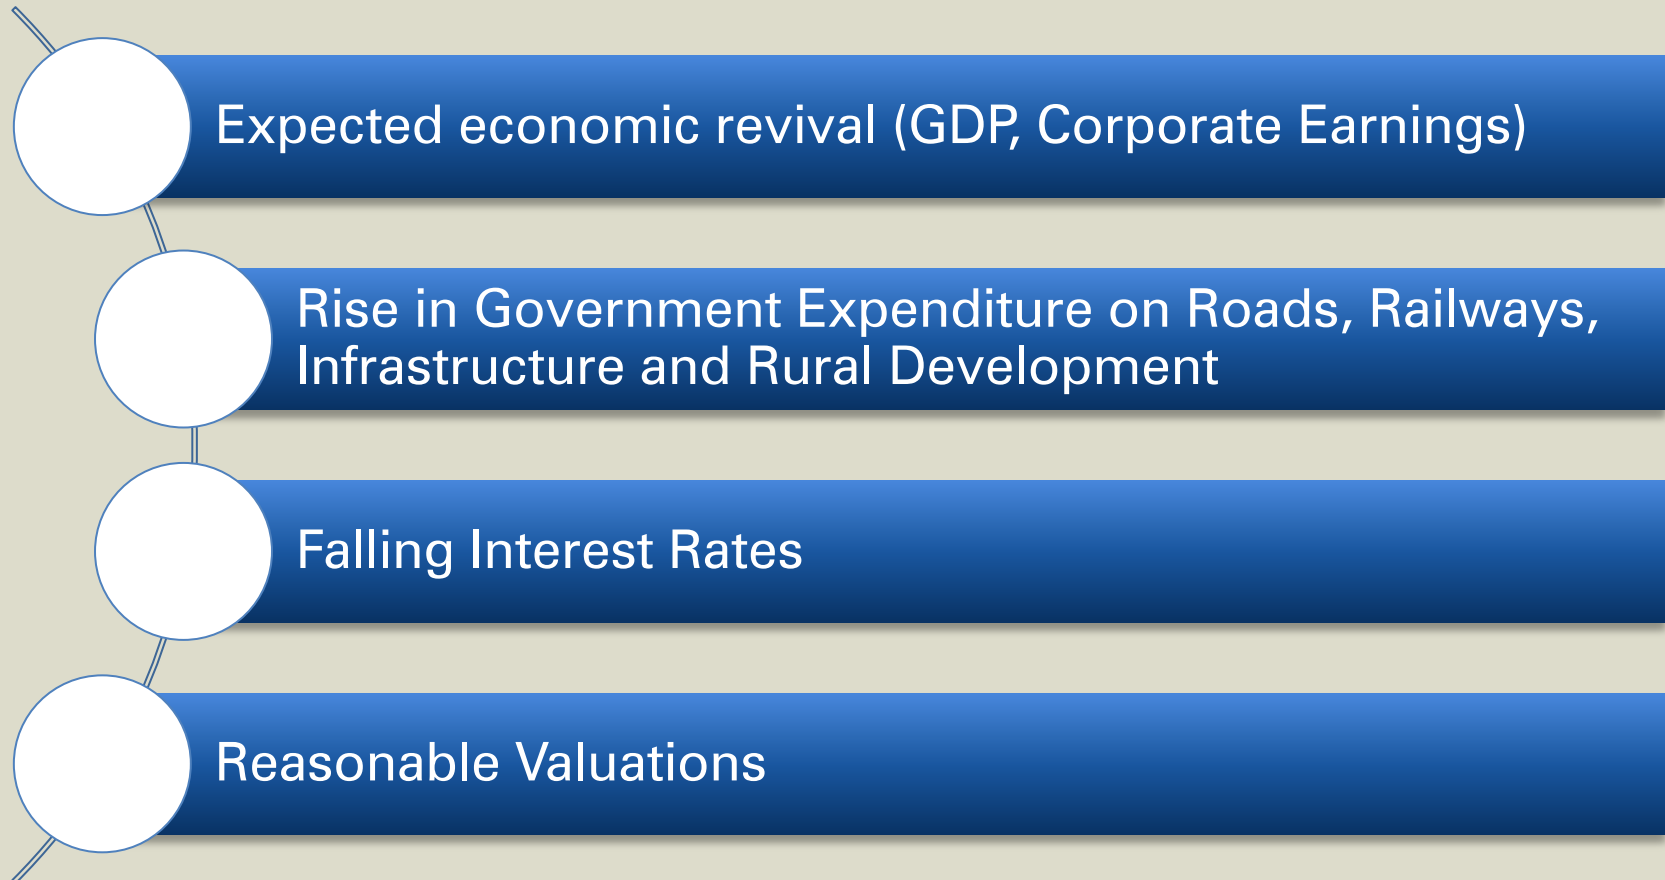 Expected economic revival (GDP, Corporate Earnings)
Rise in Government Expenditure on Roads, Railways,
Infrastructure and Rural Development
Falling Interest Rates
Reasonable Valuations